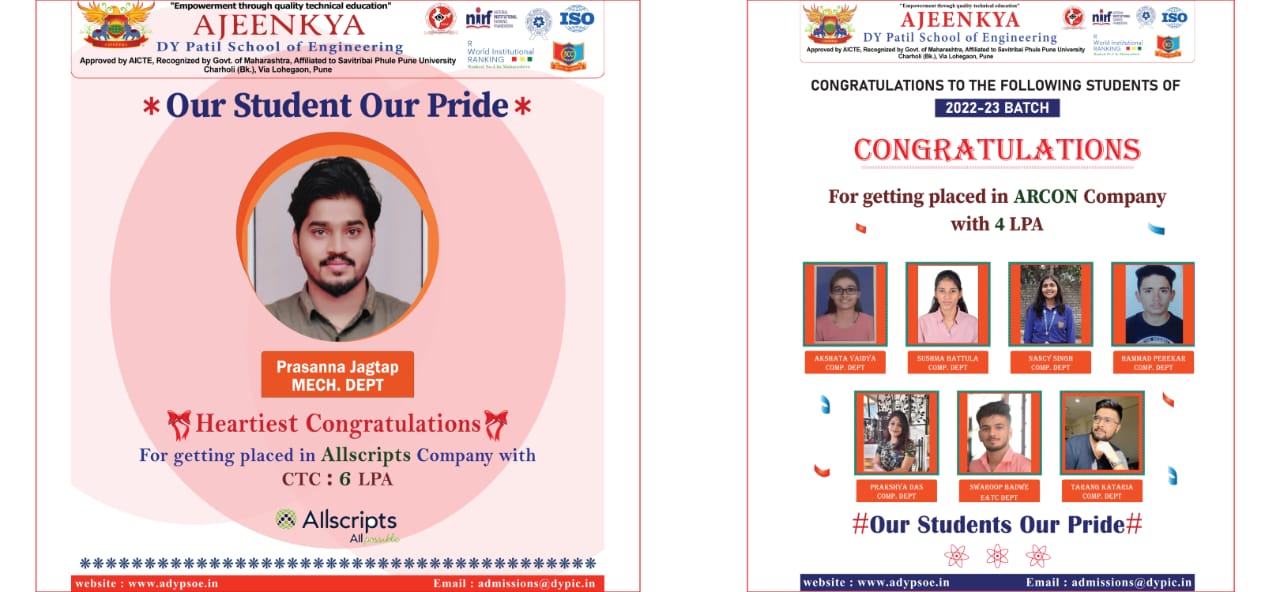 "Empowerment through quality technical education"
AJEENKYA
DY Patil School of Engineering
Approved by AICTE, Recognized by Govt. of Maharashtra, Affiliated to Savitribai Phule Pune University
Charholi (Bk.), Via Lohegaon, Pune
nirf
NATIONAL
INSTITUTIONAL
RANKING
FRAMEWORK
ISO
R
World Institutional
RANKING
NCC
*Our Student Our Pride*
Prasanna Jagtap
MECH. DEPT
Heartiest Congratulations
For getting placed in Allscripts Company with
CTC : 6 LPA
Allscripts
All possible
website : www.adypsoe.in
Email : admissions@dypic.in
"Empowerment through quality technical education"
AJEENKYA
DY Patil School of Engineering
Approved by AICTE, Recognized by Govt. of Maharashtra, Affiliated to Savitribai Phule Pune University
Charholi (Bk.), Via Lohegaon, Pune
nirf
ISO
R
World Institutional
RANKING
CONGRATULATIONS TO THE FOLLOWING STUDENTS OF
2022-23 BATCH
CONGRATULATIONS
For getting placed in ARCON Company
with 4 LPA
AKSHATA VAIDYA
COMP. DEPT
SUSHMA BATTULA
COMP. DEPT
NANCY SINGH
COMP. DEPT
HAMMAD PEREKAR
COMP. DEPT
PRAKSHYA DAS
COMP. DEPT
SWAROOP BADWE
E&TC DEPT
TARANG KATARIA
COMP. DEPT
#Our Students Our Pride#
website : www.adypsoe.in
Email : admissions@dypic.in